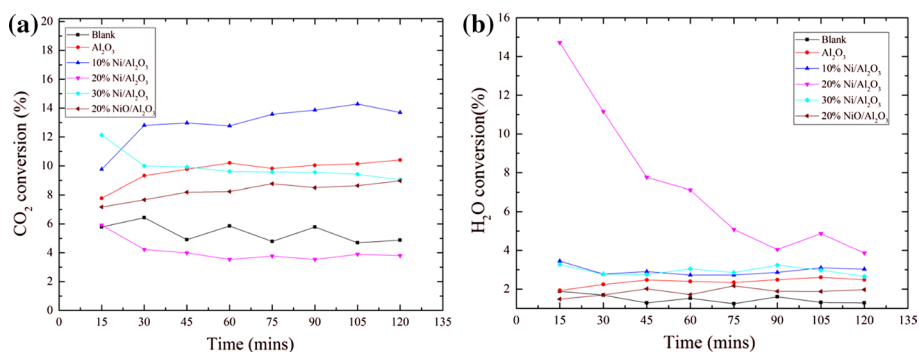 (a)
20
18
16
14
12
10
8
6
4
2
0
CO₂ conversion (%)
Blank
Al₂O₃
10% Ni/Al₂O₃
20% Ni/Al₂O₃
30% Ni/Al₂O₃
20% NiO/Al₂O₃
0 15 30 45 60 75 90 105 120 135
Time (mins)
(b)
16
14
12
10
8
6
4
2
H₂O conversion(%)
Blank
Al₂O₃
10% Ni/Al₂O₃
20% Ni/Al₂O₃
30% Ni/Al₂O₃
20% NiO/Al₂O₃
0 15 30 45 60 75 90 105 120 135
Time (mins)